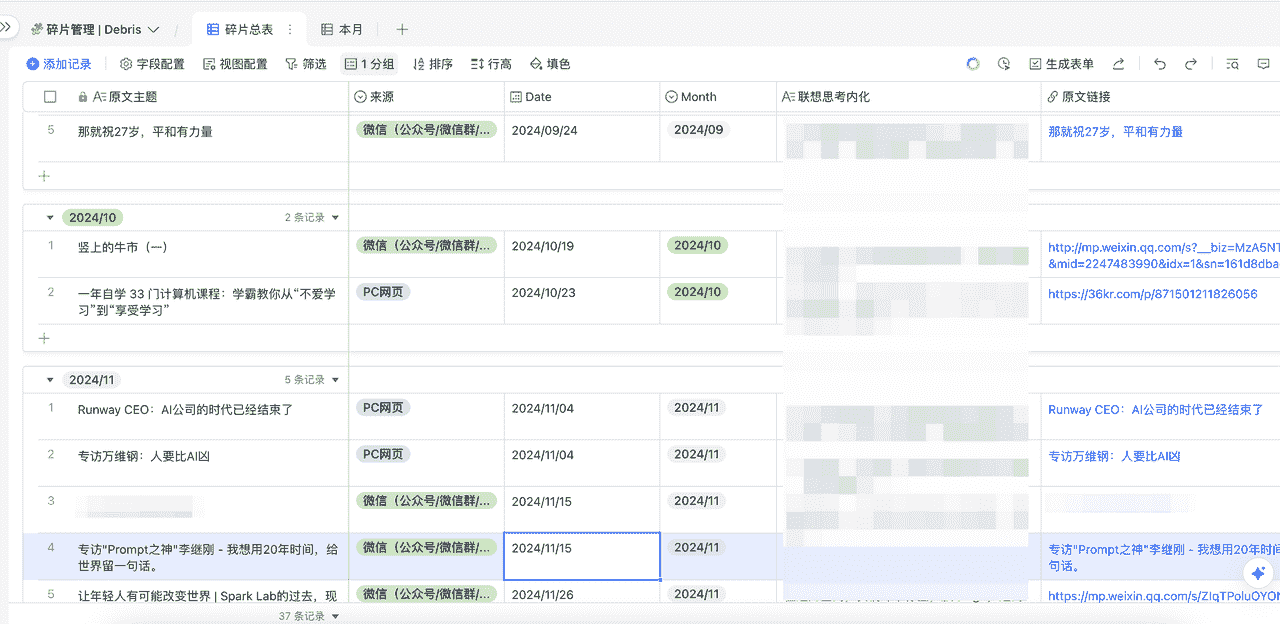 碎片管理 | Debris
碎片总表
本月
添加记录 字段配置 视图配置 筛选 1 分组 排序 行高 填色 生成表单
原文主题 来源 Date Month 联想思考内化 原文链接
5 那就祝27岁，平和有力量 微信（公众号/微信群/... 2024/09/24 2024/09 那就祝27岁，平和有力量
2024/10 2 条记录
1 竖上的牛市（一） 微信（公众号/微信群/... 2024/10/19 2024/10 http://mp.weixin.qq.com/s?__biz=MzA5NT
&mid=2247483990&idx=1&sn=161d8dba
2 一年自学 33 门计算机课程：学霸教你从“不爱学 PC网页 2024/10/23 2024/10 https://36kr.com/p/871501211826056
习”到“享受学习”
2024/11 5 条记录
1 Runway CEO：AI公司的时代已经结束了 PC网页 2024/11/04 2024/11 Runway CEO：AI公司的时代已经结束了
2 专访万维钢：人要比AI凶 PC网页 2024/11/04 2024/11 专访万维钢：人要比AI凶
3 微信（公众号/微信群/... 2024/11/15 2024/11
4 专访"Prompt之神"李继刚 - 我想用20年时间，给 微信（公众号/微信群/... 2024/11/15 2024/11 专访"Prompt之神"李继刚 - 我想用20年时间
世界留一句话。 句话。
5 让年轻人有可能改变世界 | Spark Lab的过去，现 微信（公众号/微信群/... 2024/11/26 2024/11 https://mp.weixin.qq.com/s/ZIqTPoluOYON
37 条记录